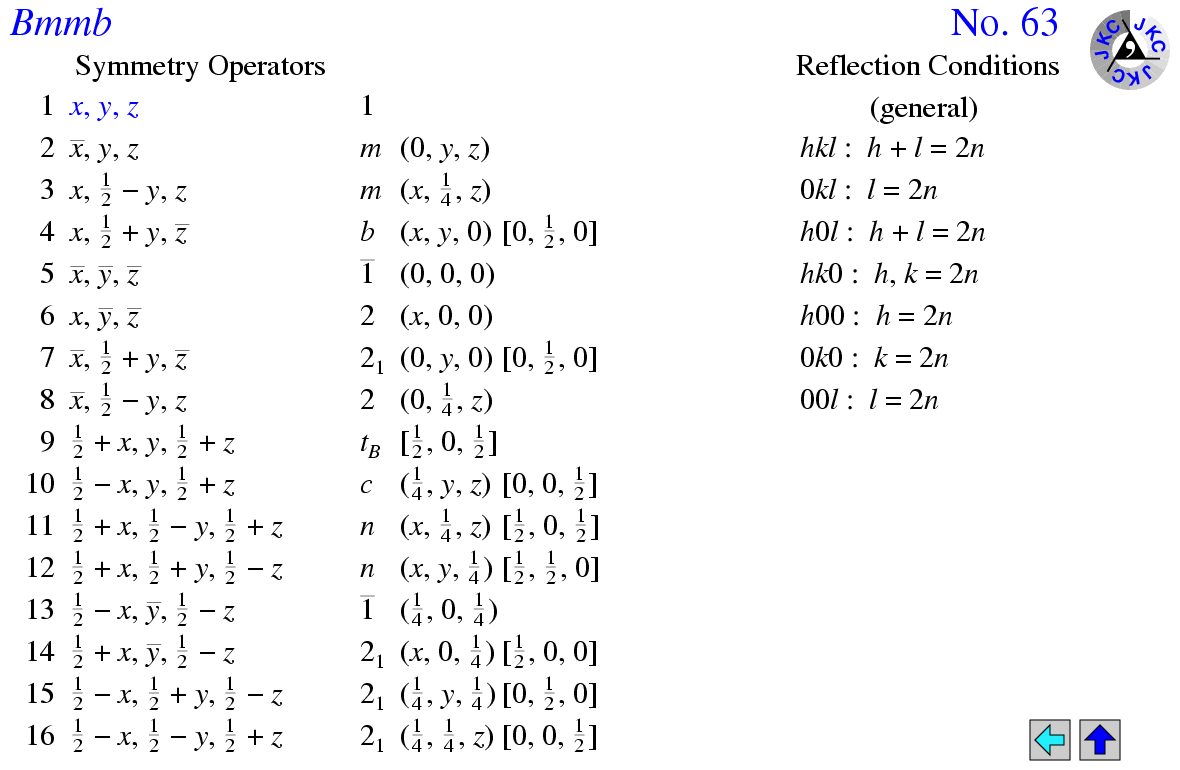 Bmmb No. 63
JKC JKC JKC JKC
Symmetry Operators Reflection Conditions
1 x, y, z 1 (general)
2 x̅, y, z m (0, y, z) hkl : h + l = 2n
3 x, 1/2 − y, z m (x, 1/4, z) 0kl : l = 2n
4 x, 1/2 + y, z̅ b (x, y, 0) [0, 1/2, 0] h0l : h + l = 2n
5 x̅, y̅, z̅ 1̅ (0, 0, 0) hk0 : h, k = 2n
6 x, y̅, z̅ 2 (x, 0, 0) h00 : h = 2n
7 x̅, 1/2 + y, z̅ 2₁ (0, y, 0) [0, 1/2, 0] 0k0 : k = 2n
8 x̅, 1/2 − y, z 2 (0, 1/4, z) 00l : l = 2n
9 1/2 + x, y, 1/2 + z t_B [1/2, 0, 1/2]
10 1/2 − x, y, 1/2 + z c (1/4, y, z) [0, 0, 1/2]
11 1/2 + x, 1/2 − y, 1/2 + z n (x, 1/4, z) [1/2, 0, 1/2]
12 1/2 + x, 1/2 + y, 1/2 − z n (x, y, 1/4) [1/2, 1/2, 0]
13 1/2 − x, y̅, 1/2 − z 1̅ (1/4, 0, 1/4)
14 1/2 + x, y̅, 1/2 − z 2₁ (x, 0, 1/4) [1/2, 0, 0]
15 1/2 − x, 1/2 + y, 1/2 − z 2₁ (1/4, y, 1/4) [0, 1/2, 0]
16 1/2 − x, 1/2 − y, 1/2 + z 2₁ (1/4, 1/4, z) [0, 0, 1/2]